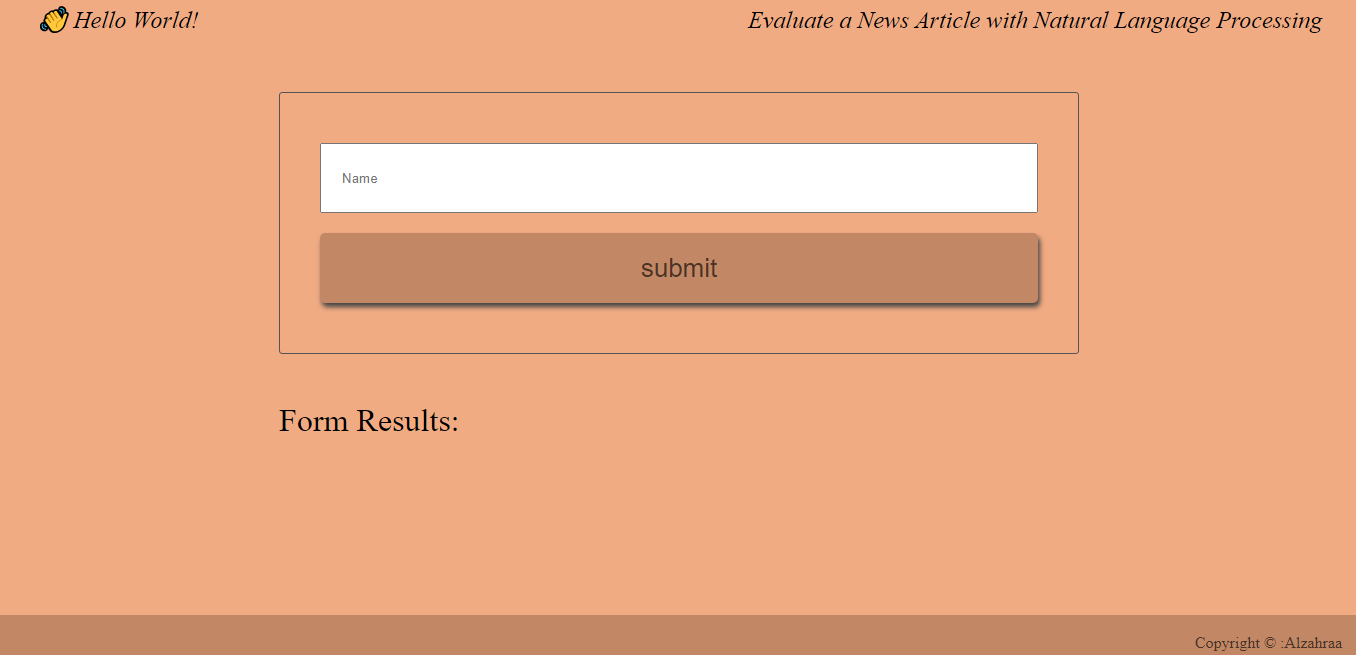 Hello World!
Evaluate a News Article with Natural Language Processing
Name
submit
Form Results:
Copyright © :Alzahraa